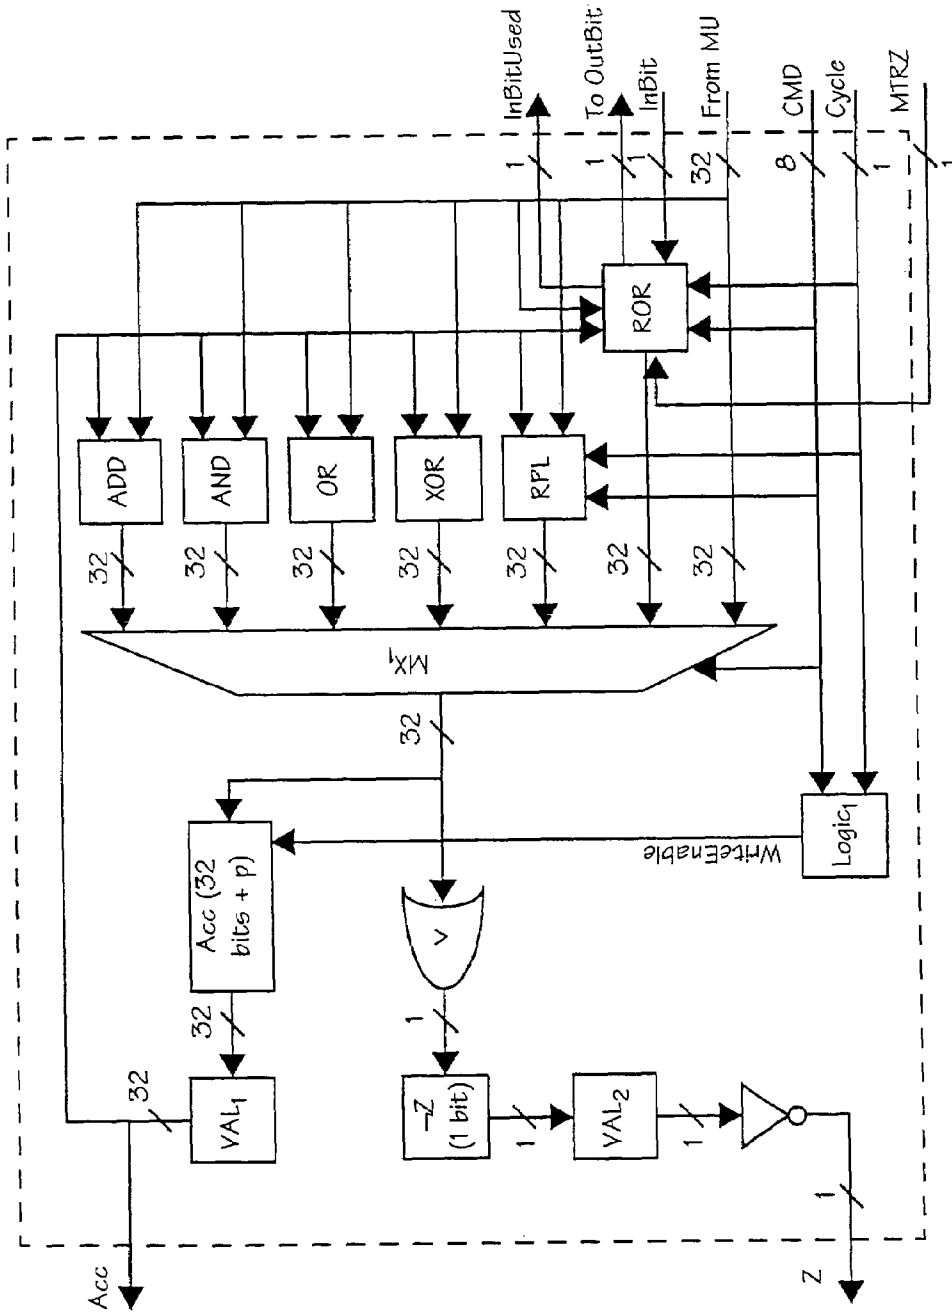 InBitUsed
To OutBit
InBit
From MU
CMD
Cycle
MTRZ
1
1
1
32
8
1
1
ROR
ADD
AND
OR
XOR
RPL
32
32
32
32
32
32
32
MX₁
32
Acc (32
bits + p)
WriteEnable
Logic₁
V
32
1
32
VAL₁
¬Z
(1 bit)
1
VAL₂
1
1
Acc
Z